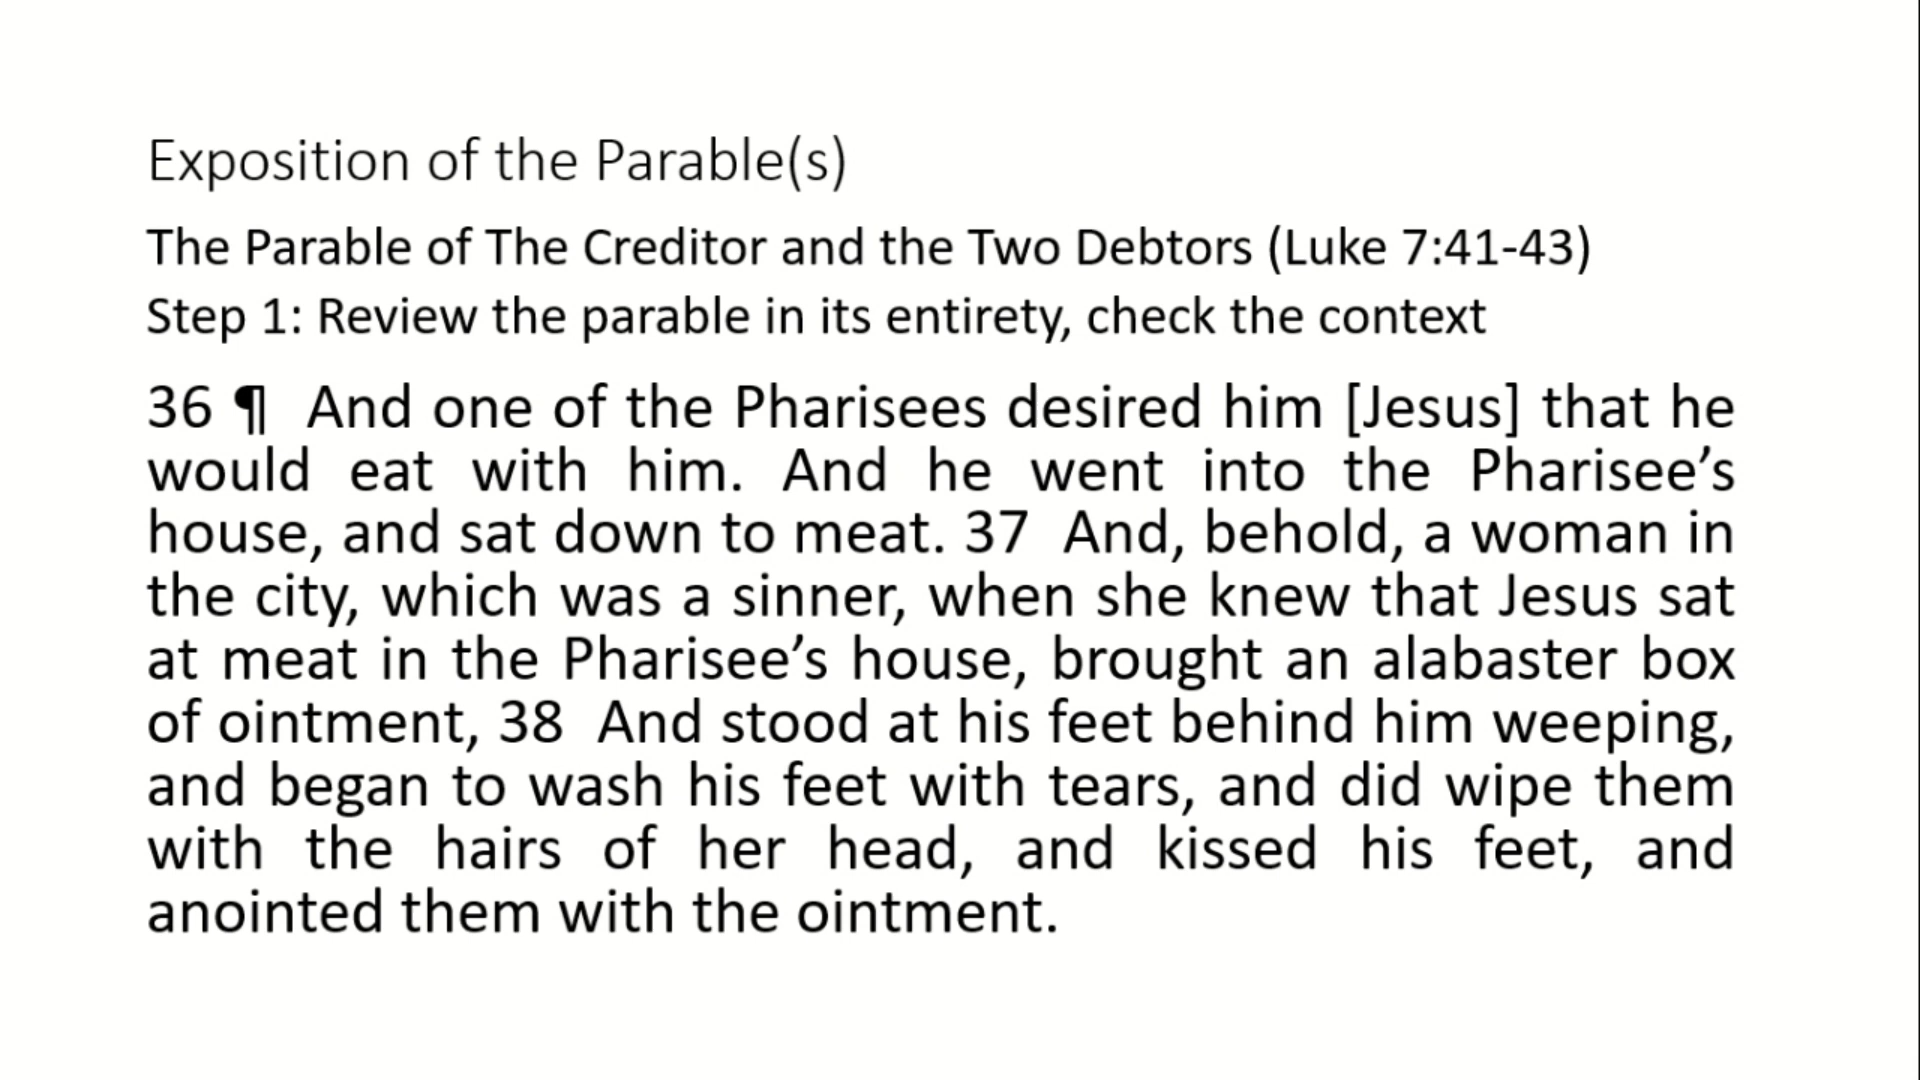 Exposition of the Parable(s)
The Parable of The Creditor and the Two Debtors (Luke 7:41-43)
Step 1: Review the parable in its entirety, check the context
36 ¶  And one of the Pharisees desired him [Jesus] that he
would eat with him. And he went into the Pharisee’s
house, and sat down to meat. 37  And, behold, a woman in
the city, which was a sinner, when she knew that Jesus sat
at meat in the Pharisee’s house, brought an alabaster box
of ointment, 38  And stood at his feet behind him weeping,
and began to wash his feet with tears, and did wipe them
with the hairs of her head, and kissed his feet, and
anointed them with the ointment.